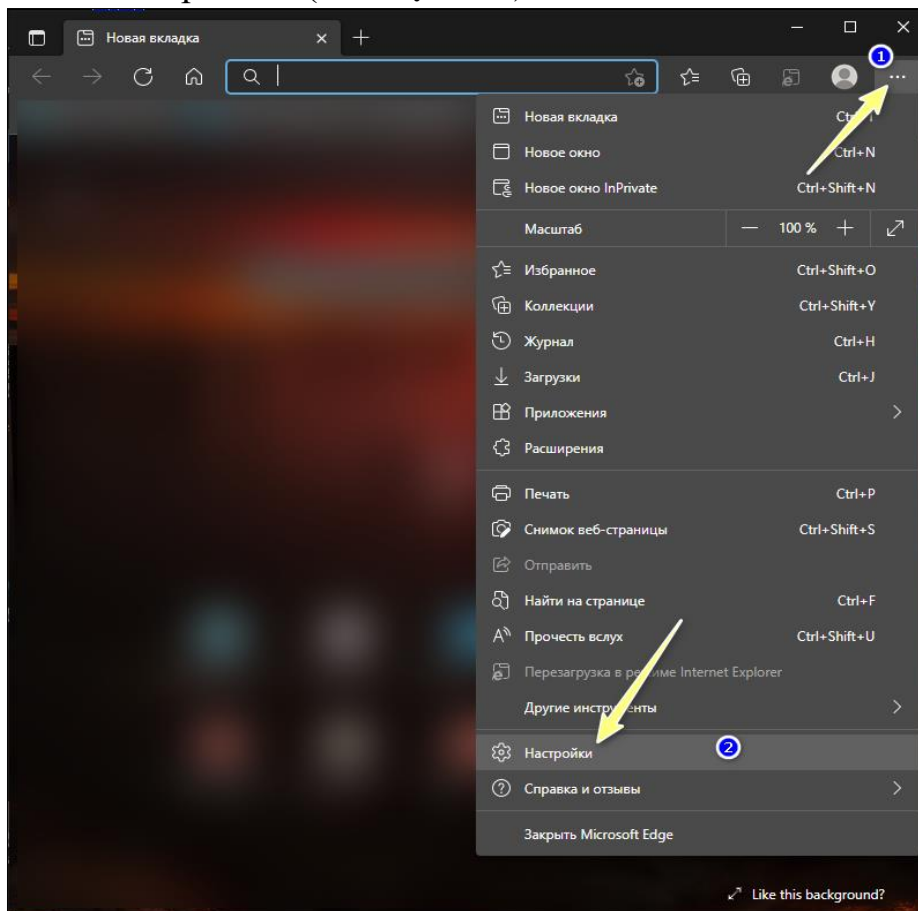 Новая вкладка
1
Новая вкладка
Новое окно Ctrl+N
Новое окно InPrivate Ctrl+Shift+N
Масштаб — 100 % +
Избранное Ctrl+Shift+O
Коллекции Ctrl+Shift+Y
Журнал Ctrl+H
Загрузки Ctrl+J
Приложения
Расширения
Печать Ctrl+P
Снимок веб-страницы Ctrl+Shift+S
Отправить
Найти на странице Ctrl+F
Прочесть вслух Ctrl+Shift+U
Перезагрузка в режиме Internet Explorer
Другие инструменты
Настройки 2
Справка и отзывы
Закрыть Microsoft Edge
Like this background?